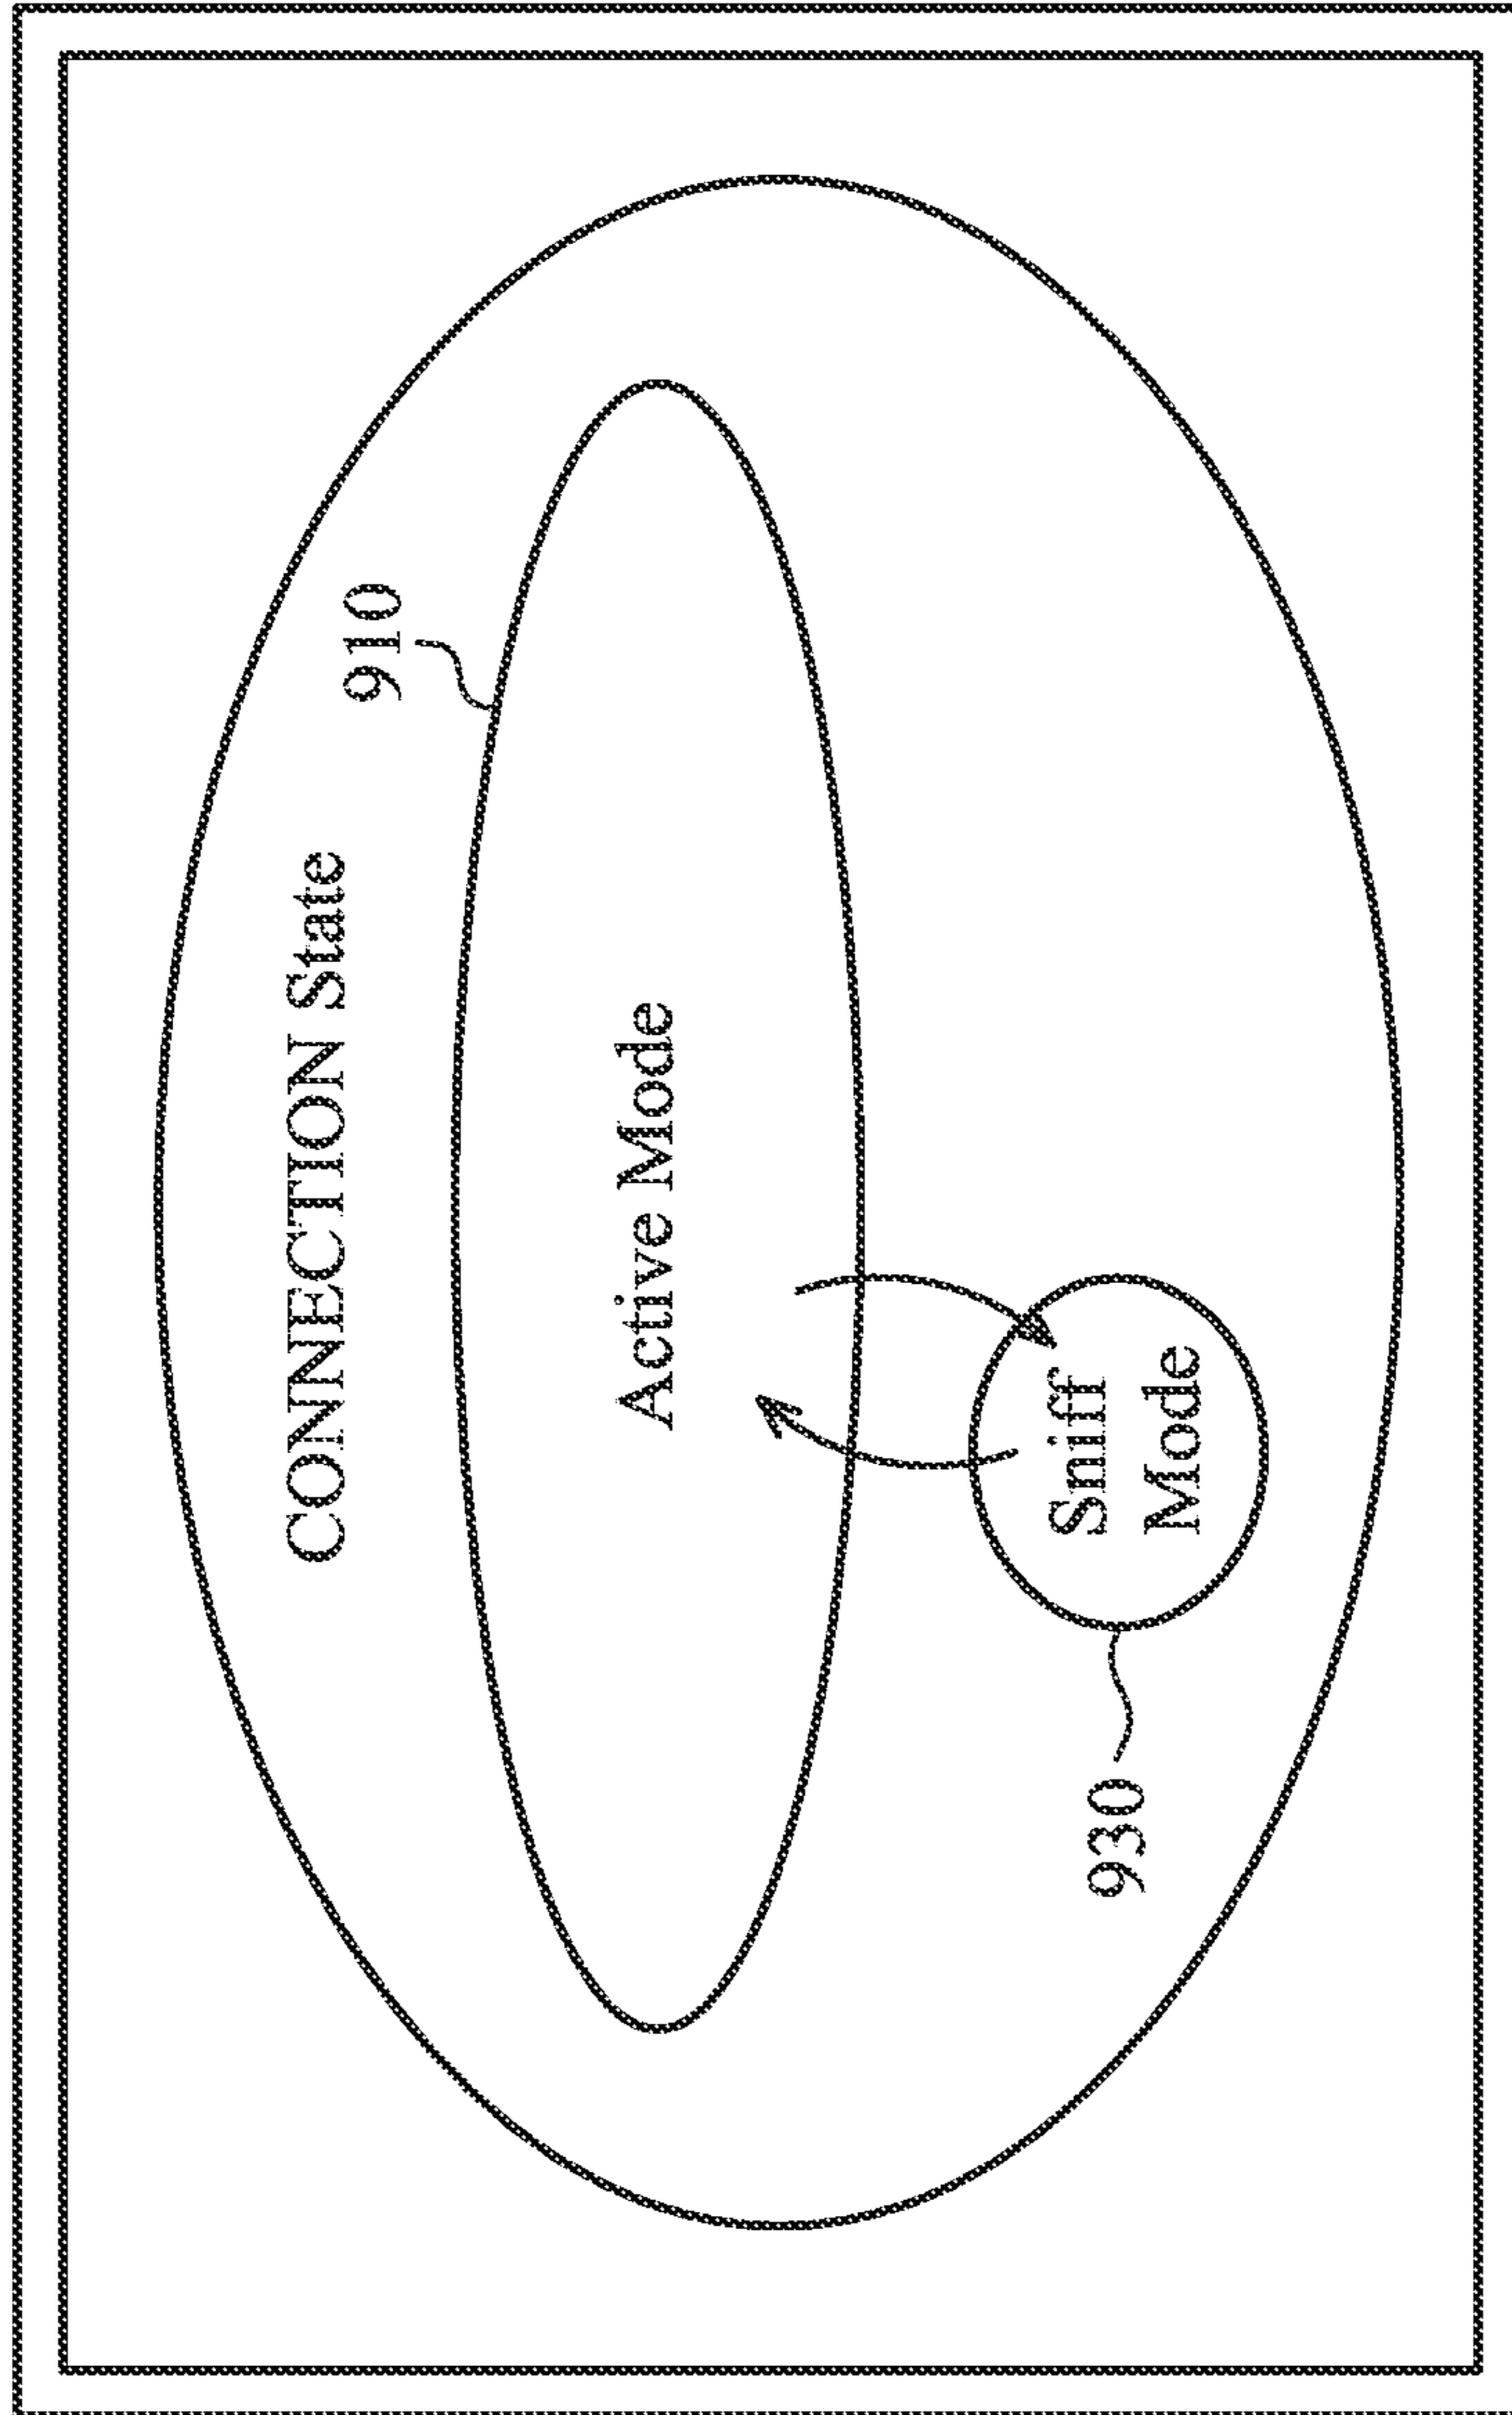 CONNECTION State
910
Active Mode
Sniff
Mode
930